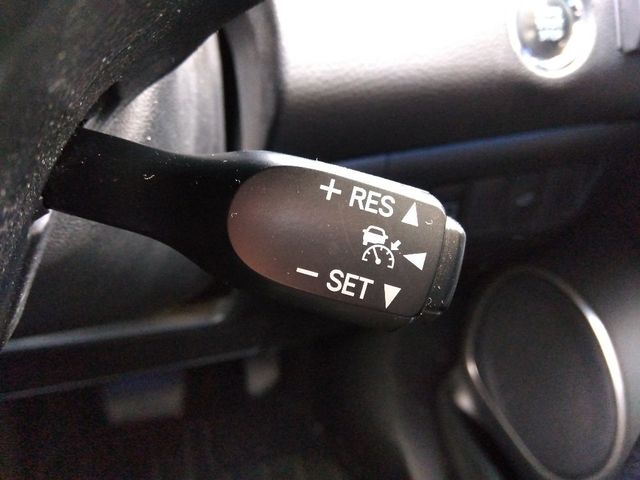 + RES ▲
- SET ▼